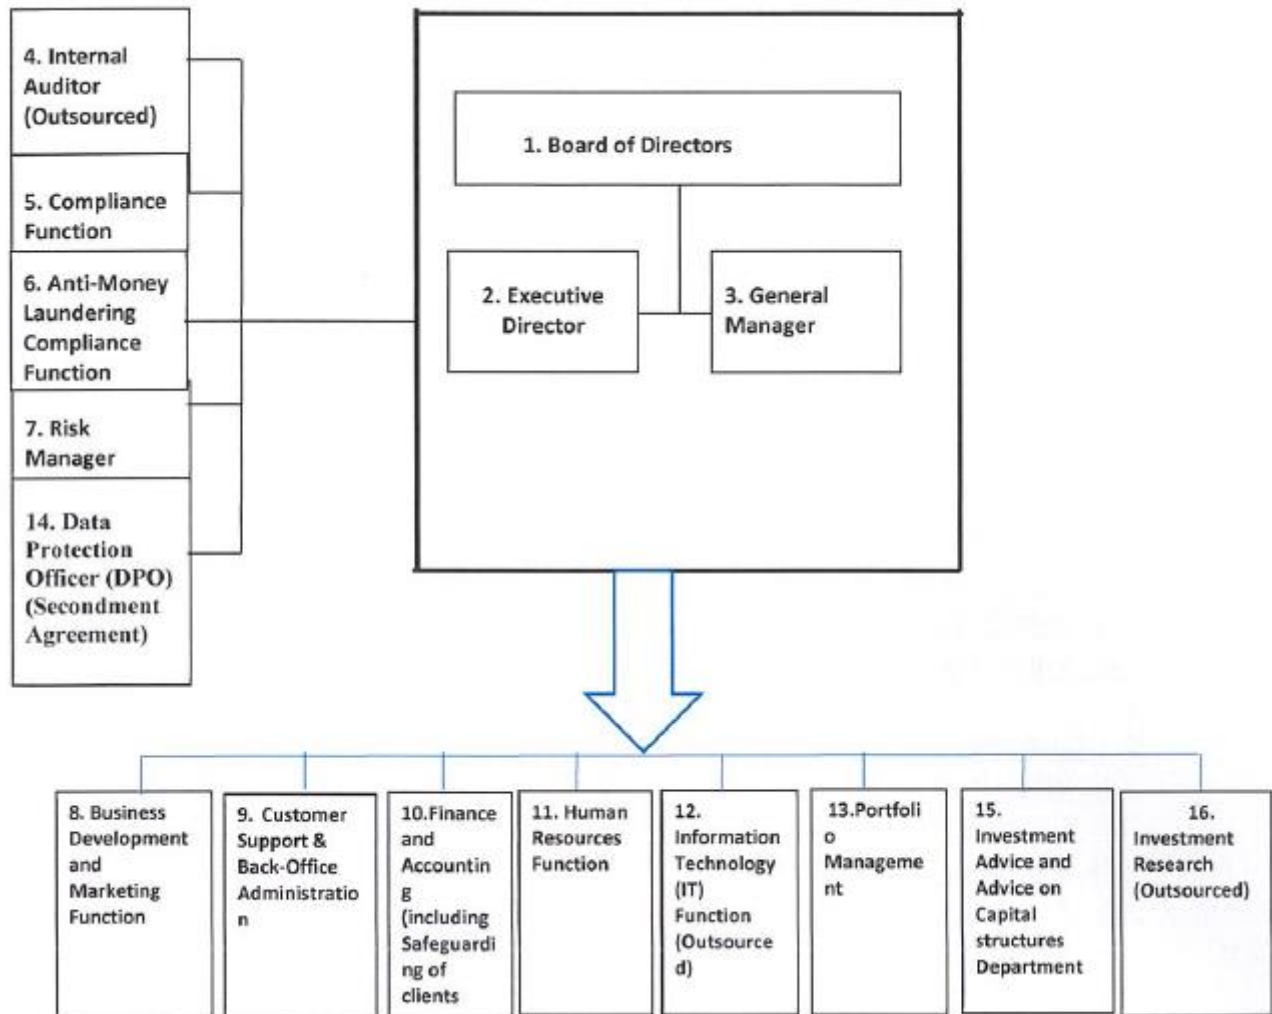 4. Internal
Auditor
(Outsourced)
5. Compliance
Function
6. Anti-Money
Laundering
Compliance
Function
7. Risk
Manager
14. Data
Protection
Officer (DPO)
(Secondment
Agreement)
1. Board of Directors
2. Executive
Director
3. General
Manager
8. Business
Development
and
Marketing
Function
9. Customer
Support &
Back-Office
Administratio
n
10.Finance
and
Accountin
g
(including
Safeguardi
ng of
clients
11. Human
Resources
Function
12.
Information
Technology
(IT)
Function
(Outsource
d)
13.Portfoli
o
Manageme
nt
15.
Investment
Advice and
Advice on
Capital
structures
Department
16.
Investment
Research
(Outsourced)